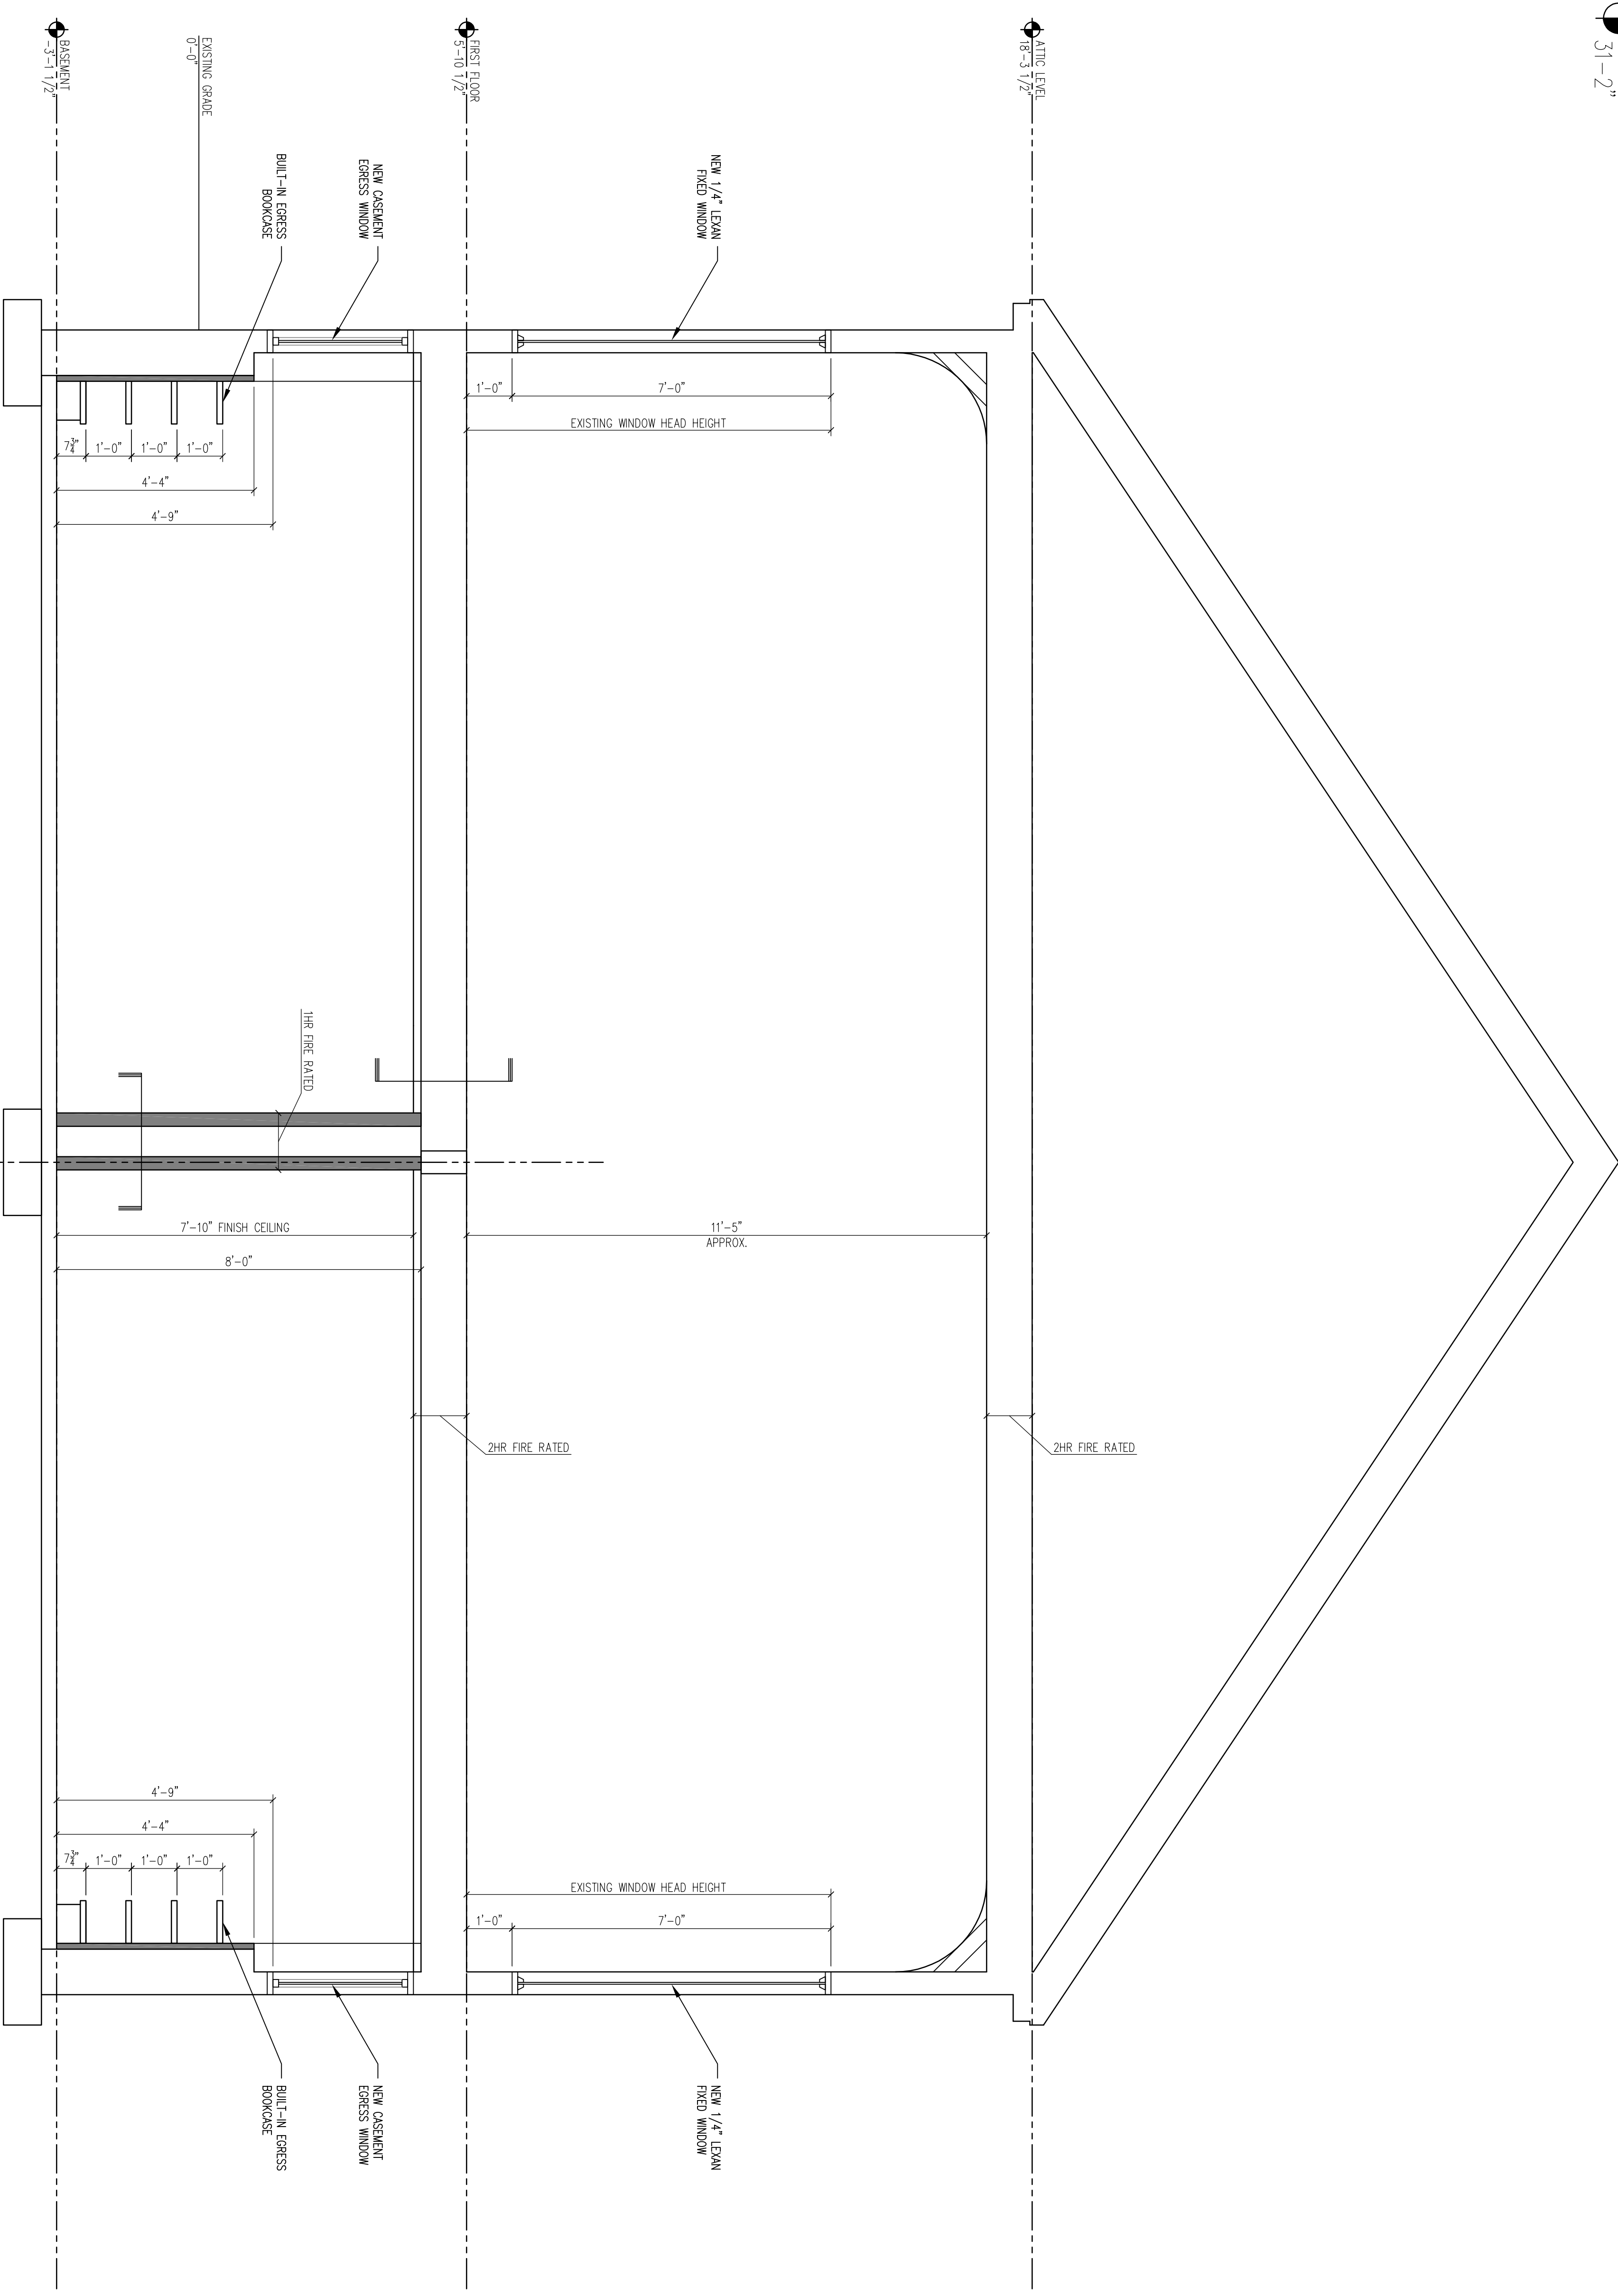 31-2"
ATTIC LEVEL
18'-3 1/2"
FIRST FLOOR
5'-10 1/2"
EXISTING GRADE
0'-0"
BASEMENT
-3'-1 1/2"
NEW 1/4" LEXAN
FIXED WINDOW
NEW CASEMENT
EGRESS WINDOW
BUILT-IN EGRESS
BOOKCASE
1'-0"
7'-0"
EXISTING WINDOW HEAD HEIGHT
7 3/4"
1'-0"
1'-0"
1'-0"
4'-4"
4'-9"
1HR FIRE RATED
7'-10" FINISH CEILING
8'-0"
11'-5"
APPROX.
2HR FIRE RATED
2HR FIRE RATED
4'-9"
4'-4"
7 3/4"
1'-0"
1'-0"
1'-0"
EXISTING WINDOW HEAD HEIGHT
1'-0"
7'-0"
NEW 1/4" LEXAN
FIXED WINDOW
NEW CASEMENT
EGRESS WINDOW
BUILT-IN EGRESS
BOOKCASE